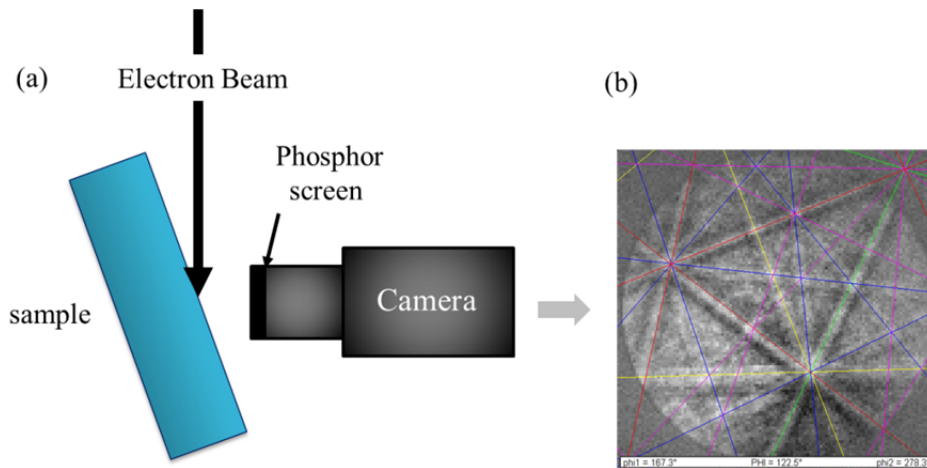 (a)
Electron Beam
(b)
Phosphor
screen
sample
Camera
phi1 = 167.3° PHI = 122.5° phi2 = 278.3